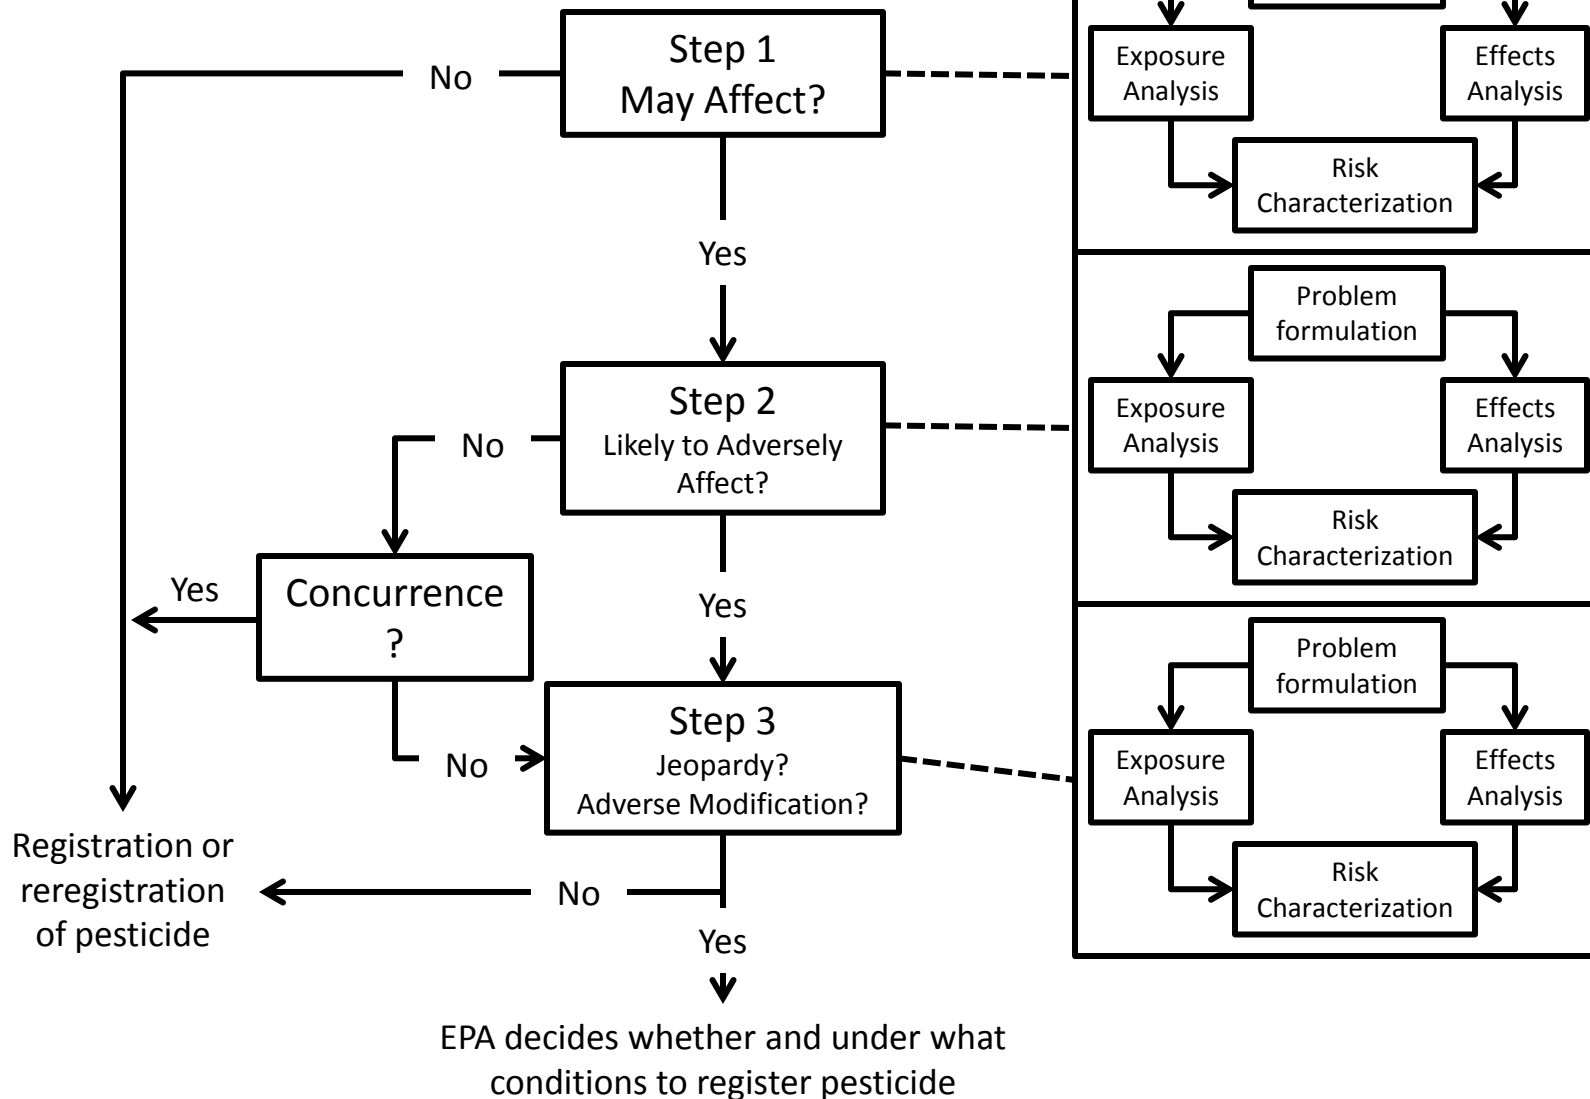 Step 1
May Affect?
No
Yes
Step 2
Likely to Adversely
Affect?
No
Yes
Concurrence
?
Yes
No
Step 3
Jeopardy?
Adverse Modification?
No
Yes
Registration or
reregistration
of pesticide
EPA decides whether and under what
conditions to register pesticide
Exposure
Analysis
Effects
Analysis
Risk
Characterization
Problem
formulation
Exposure
Analysis
Effects
Analysis
Risk
Characterization
Problem
formulation
Exposure
Analysis
Effects
Analysis
Risk
Characterization